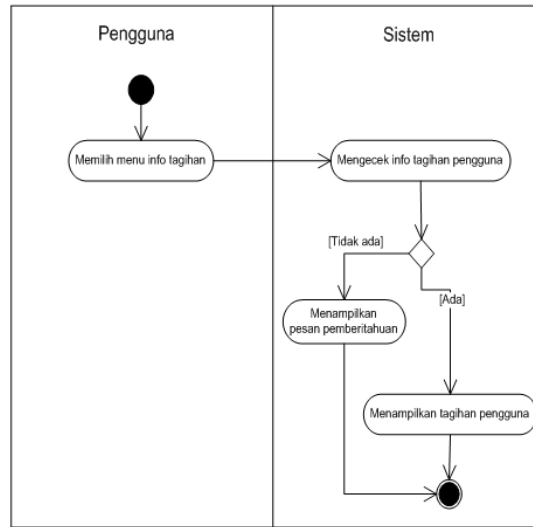 Pengguna
Sistem
Memilih menu info tagihan
Mengecek info tagihan pengguna
[Tidak ada]
[Ada]
Menampilkan
pesan pemberitahuan
Menampilkan tagihan pengguna